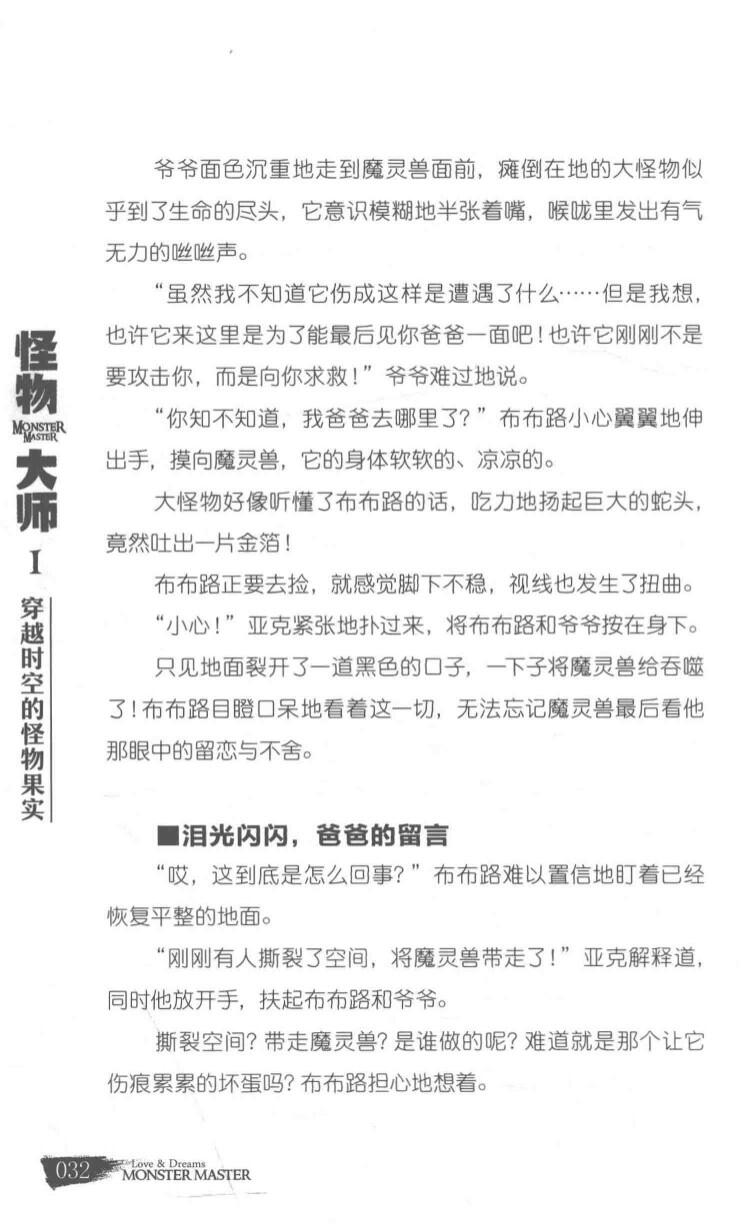 爷爷面色沉重地走到魔灵兽面前，瘫倒在地的大怪物似
乎到了生命的尽头，它意识模糊地半张着嘴，喉咙里发出有气
无力的咝咝声。
“虽然我不知道它伤成这样是遭遇了什么……但是我想，
也许它来这里是为了能最后见你爸爸一面吧！也许它刚刚不是
要攻击你，而是向你求救！”爷爷难过地说。
“你知不知道，我爸爸去哪里了？”布布路小心翼翼地伸
出手，摸向魔灵兽，它的身体软软的、凉凉的。
大怪物好像听懂了布布路的话，吃力地扬起巨大的蛇头，
竟然吐出一片金箔！
布布路正要去捡，就感觉脚下不稳，视线也发生了扭曲。
“小心！”亚克紧张地扑过来，将布布路和爷爷按在身下。
只见地面裂开了一道黑色的口子，一下子将魔灵兽给吞噬
了！布布路目瞪口呆地看着这一切，无法忘记魔灵兽最后看他
那眼中的留恋与不舍。
■泪光闪闪，爸爸的留言
“哎，这到底是怎么回事？”布布路难以置信地盯着已经
恢复平整的地面。
“刚刚有人撕裂了空间，将魔灵兽带走了！”亚克解释道，
同时他放开手，扶起布布路和爷爷。
撕裂空间？带走魔灵兽？是谁做的呢？难道就是那个让它
伤痕累累的坏蛋吗？布布路担心地想着。
怪物
MONSTER
MASTER
大师
I
穿越时空的怪物果实
032
Love & Dreams
MONSTER MASTER